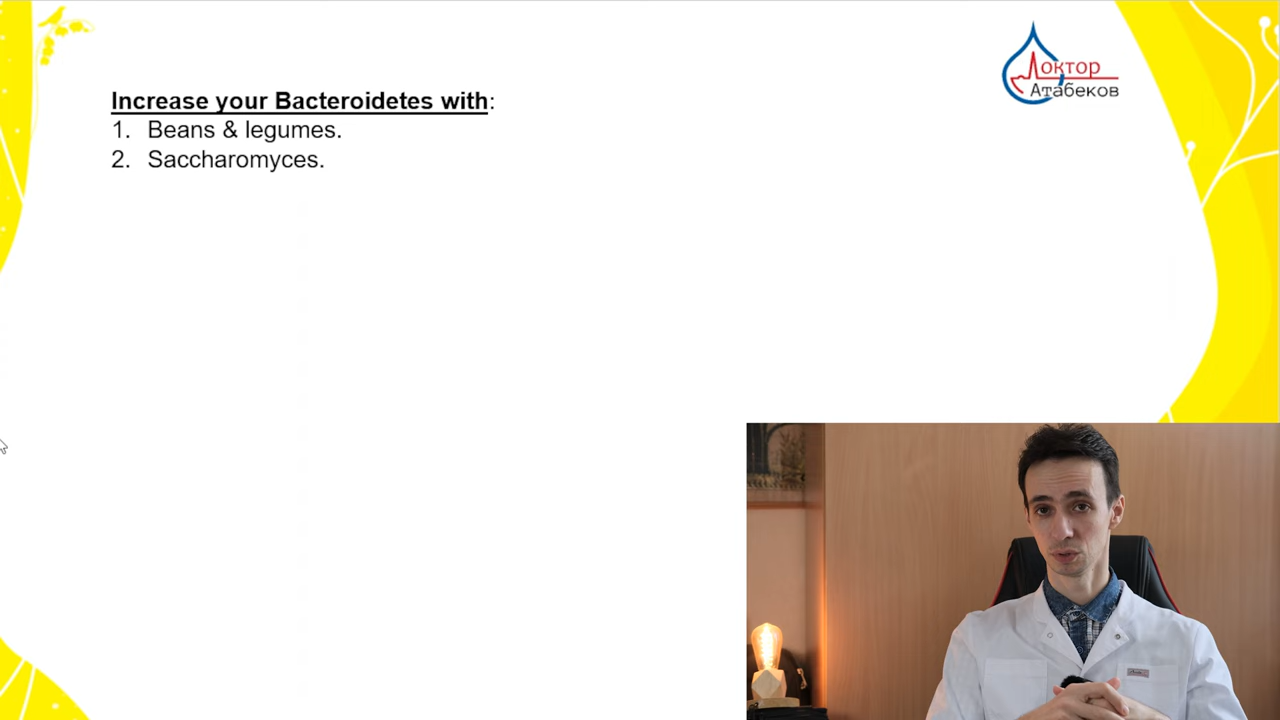 Increase your Bacteroidetes with:
1. Beans & legumes.
2. Saccharomyces.
Доктор
Атабеков